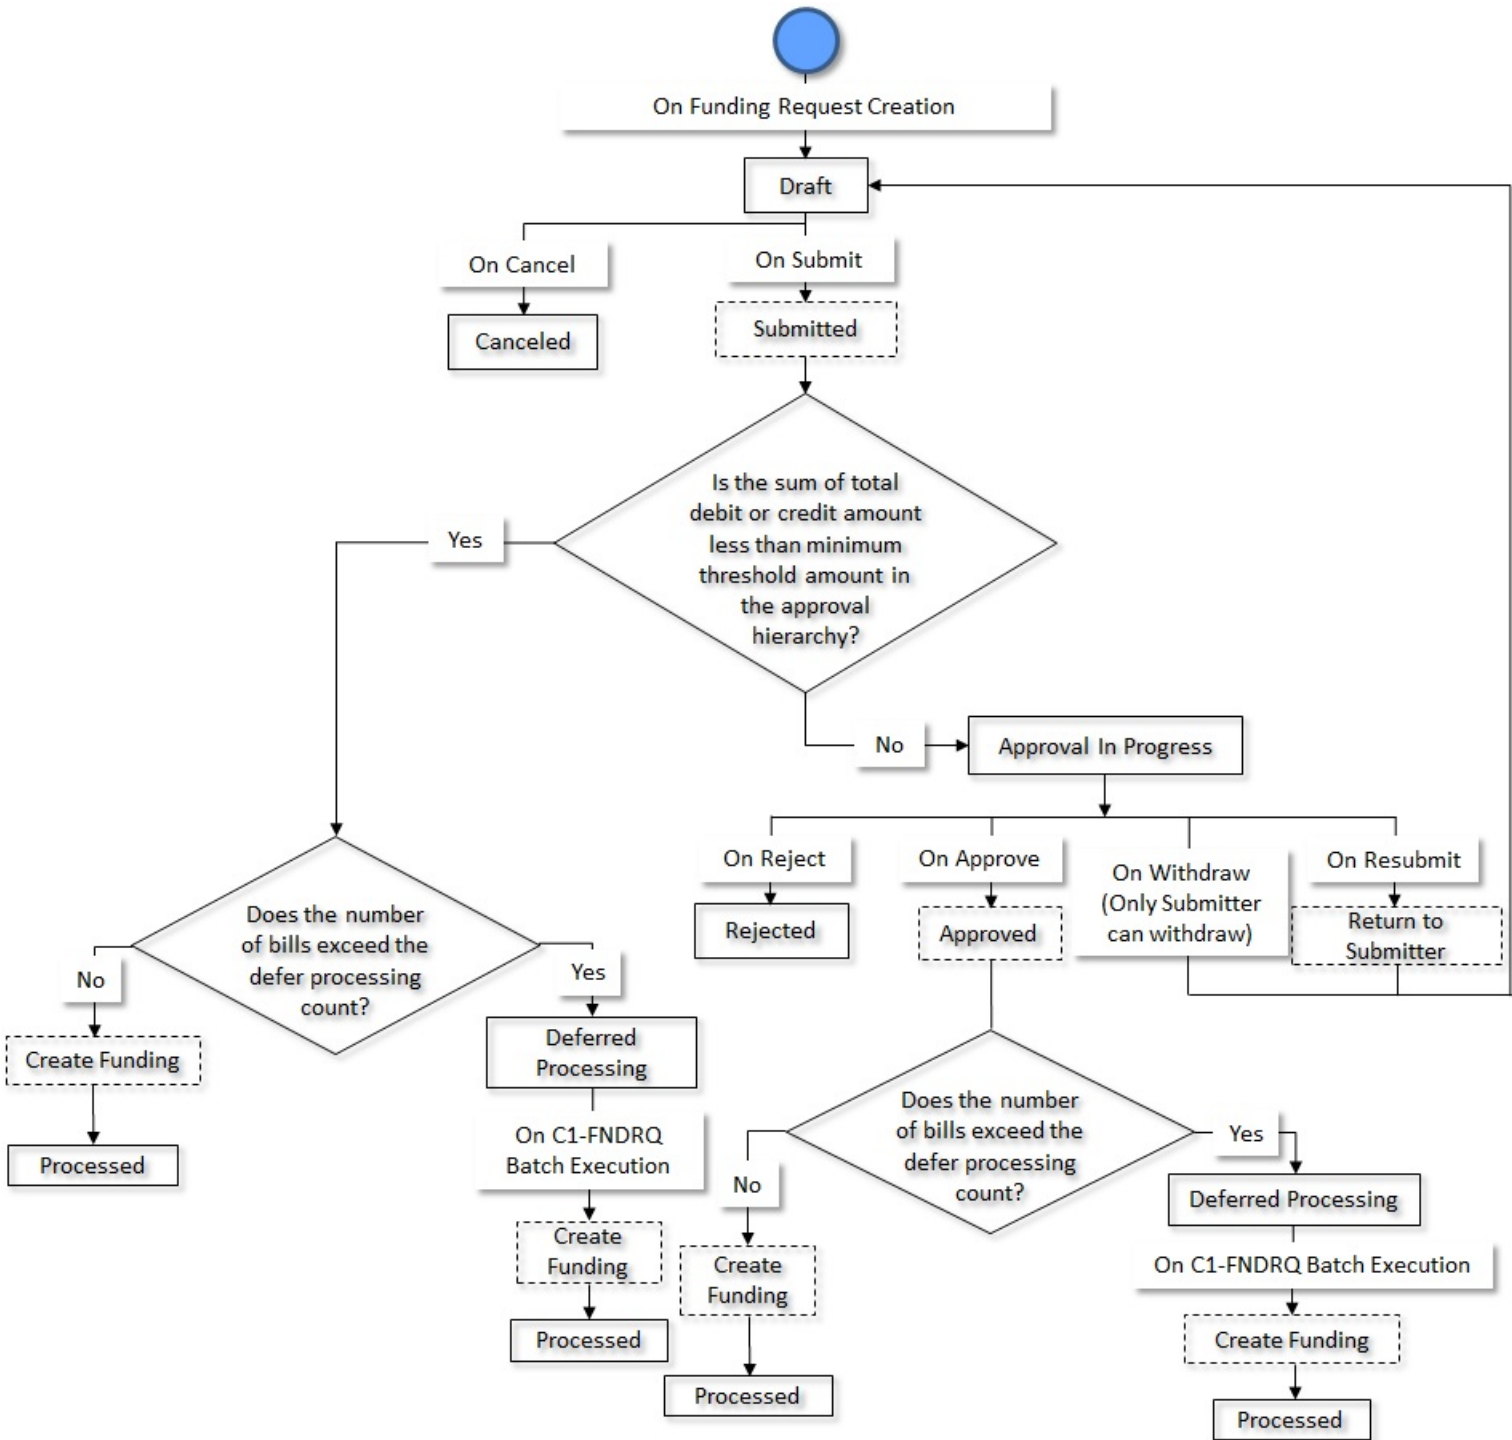 On Funding Request Creation
Draft
On Cancel
On Submit
Canceled
Submitted
Is the sum of total
debit or credit amount
less than minimum
threshold amount in
the approval
hierarchy?
Yes
No
Approval In Progress
On Reject
On Approve
On Withdraw
(Only Submitter
can withdraw)
On Resubmit
Rejected
Approved
Return to
Submitter
Does the number
of bills exceed the
defer processing
count?
No
Yes
Create Funding
Processed
Deferred
Processing
On C1-FNDRQ
Batch Execution
Create
Funding
Processed
Does the number
of bills exceed the
defer processing
count?
No
Yes
Create
Funding
Processed
Deferred Processing
On C1-FNDRQ Batch Execution
Create Funding
Processed